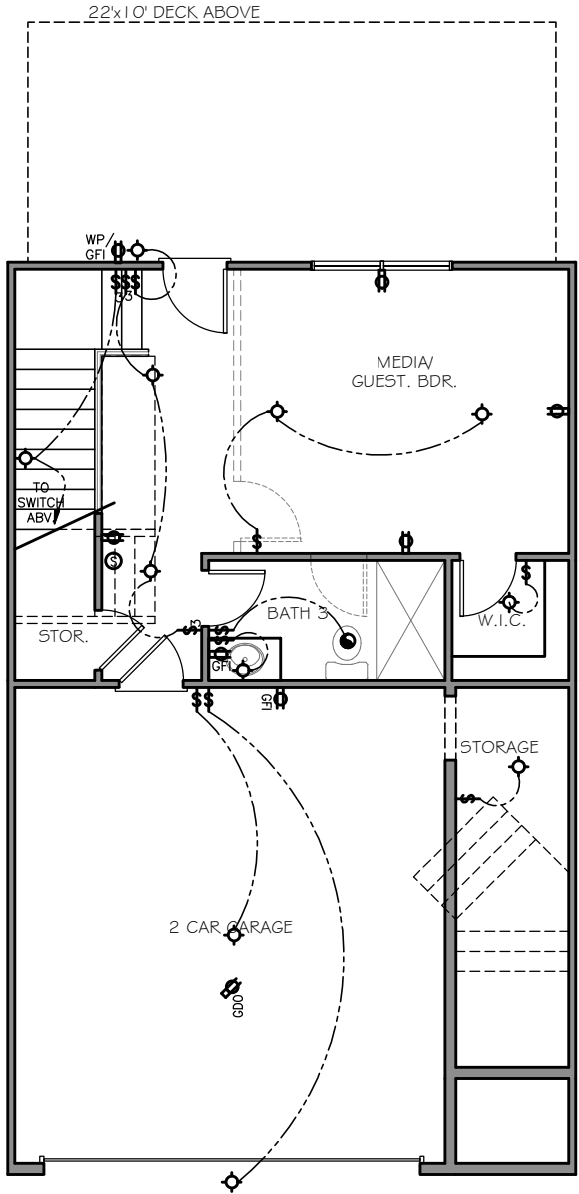 22'x10' DECK ABOVE
WP/
GFI
$$$
33
MEDIA/
GUEST. BDR.
TO
SWITCH
ABV.
$
S
$
3
$
$$
BATH 3
W.I.C.
STOR.
GFI
$$
GFI
STORAGE
$
2 CAR GARAGE
GDO